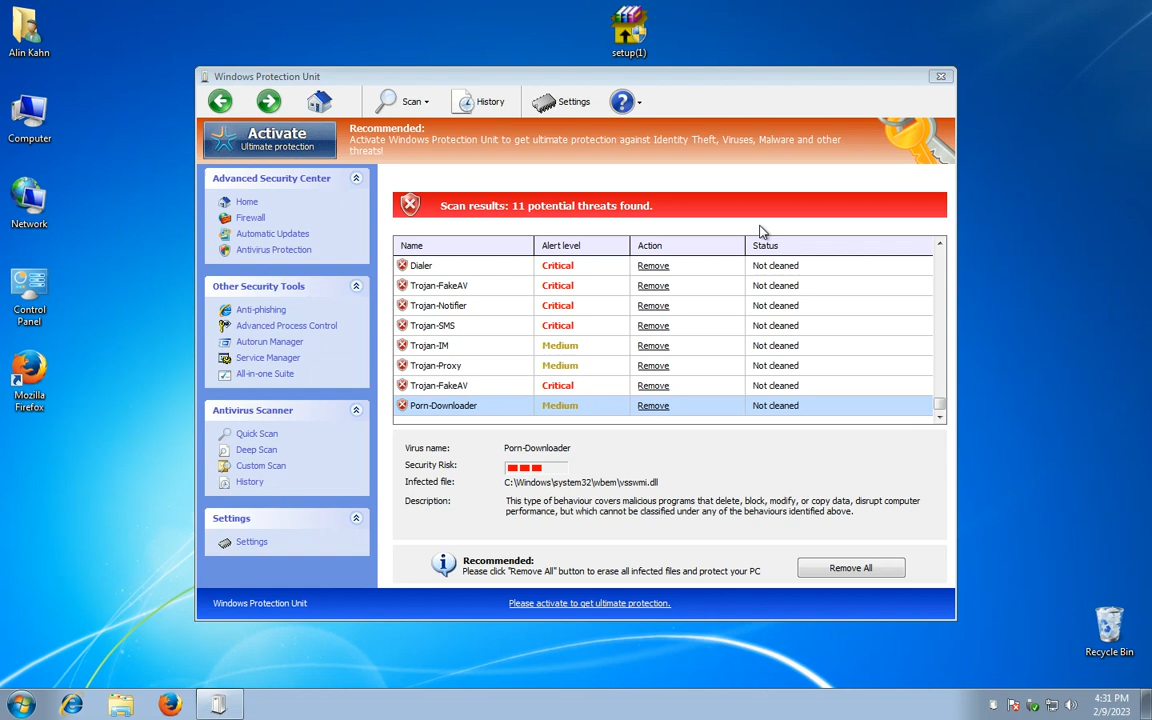 Alin Kahn
setup(1)
Computer
Network
Control
Panel
Mozilla
Firefox
Windows Protection Unit
Scan
History
Settings
?
Activate
Ultimate protection
Recommended:
Activate Windows Protection Unit to get ultimate protection against Identity Theft, Viruses, Malware and other
threats!
Advanced Security Center
Home
Firewall
Automatic Updates
Antivirus Protection
Other Security Tools
Anti-phishing
Advanced Process Control
Autorun Manager
Service Manager
All-in-one Suite
Antivirus Scanner
Quick Scan
Deep Scan
Custom Scan
History
Settings
Settings
Scan results: 11 potential threats found.
Name Alert level Action Status
Dialer Critical Remove Not cleaned
Trojan-FakeAV Critical Remove Not cleaned
Trojan-Notifier Critical Remove Not cleaned
Trojan-SMS Critical Remove Not cleaned
Trojan-IM Medium Remove Not cleaned
Trojan-Proxy Medium Remove Not cleaned
Trojan-FakeAV Critical Remove Not cleaned
Porn-Downloader Medium Remove Not cleaned
Virus name: Porn-Downloader
Security Risk:
Infected file: C:\Windows\system32\wbem\vsswmi.dll
Description: This type of behaviour covers malicious programs that delete, block, modify, or copy data, disrupt computer
performance, but which cannot be classified under any of the behaviours identified above.
Recommended:
Please click "Remove All" button to erase all infected files and protect your PC
Remove All
Windows Protection Unit
Please activate to get ultimate protection.
Recycle Bin
4:31 PM
2/9/2023